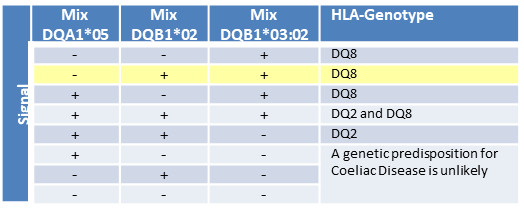 Mix DQA1*05 Mix DQB1*02 Mix DQB1*03:02 HLA-Genotype
Signal
- - + DQ8
- + + DQ8
+ - + DQ8
+ + + DQ2 and DQ8
+ + - DQ2
+ - - A genetic predisposition for
- + - Coeliac Disease is unlikely
- - -